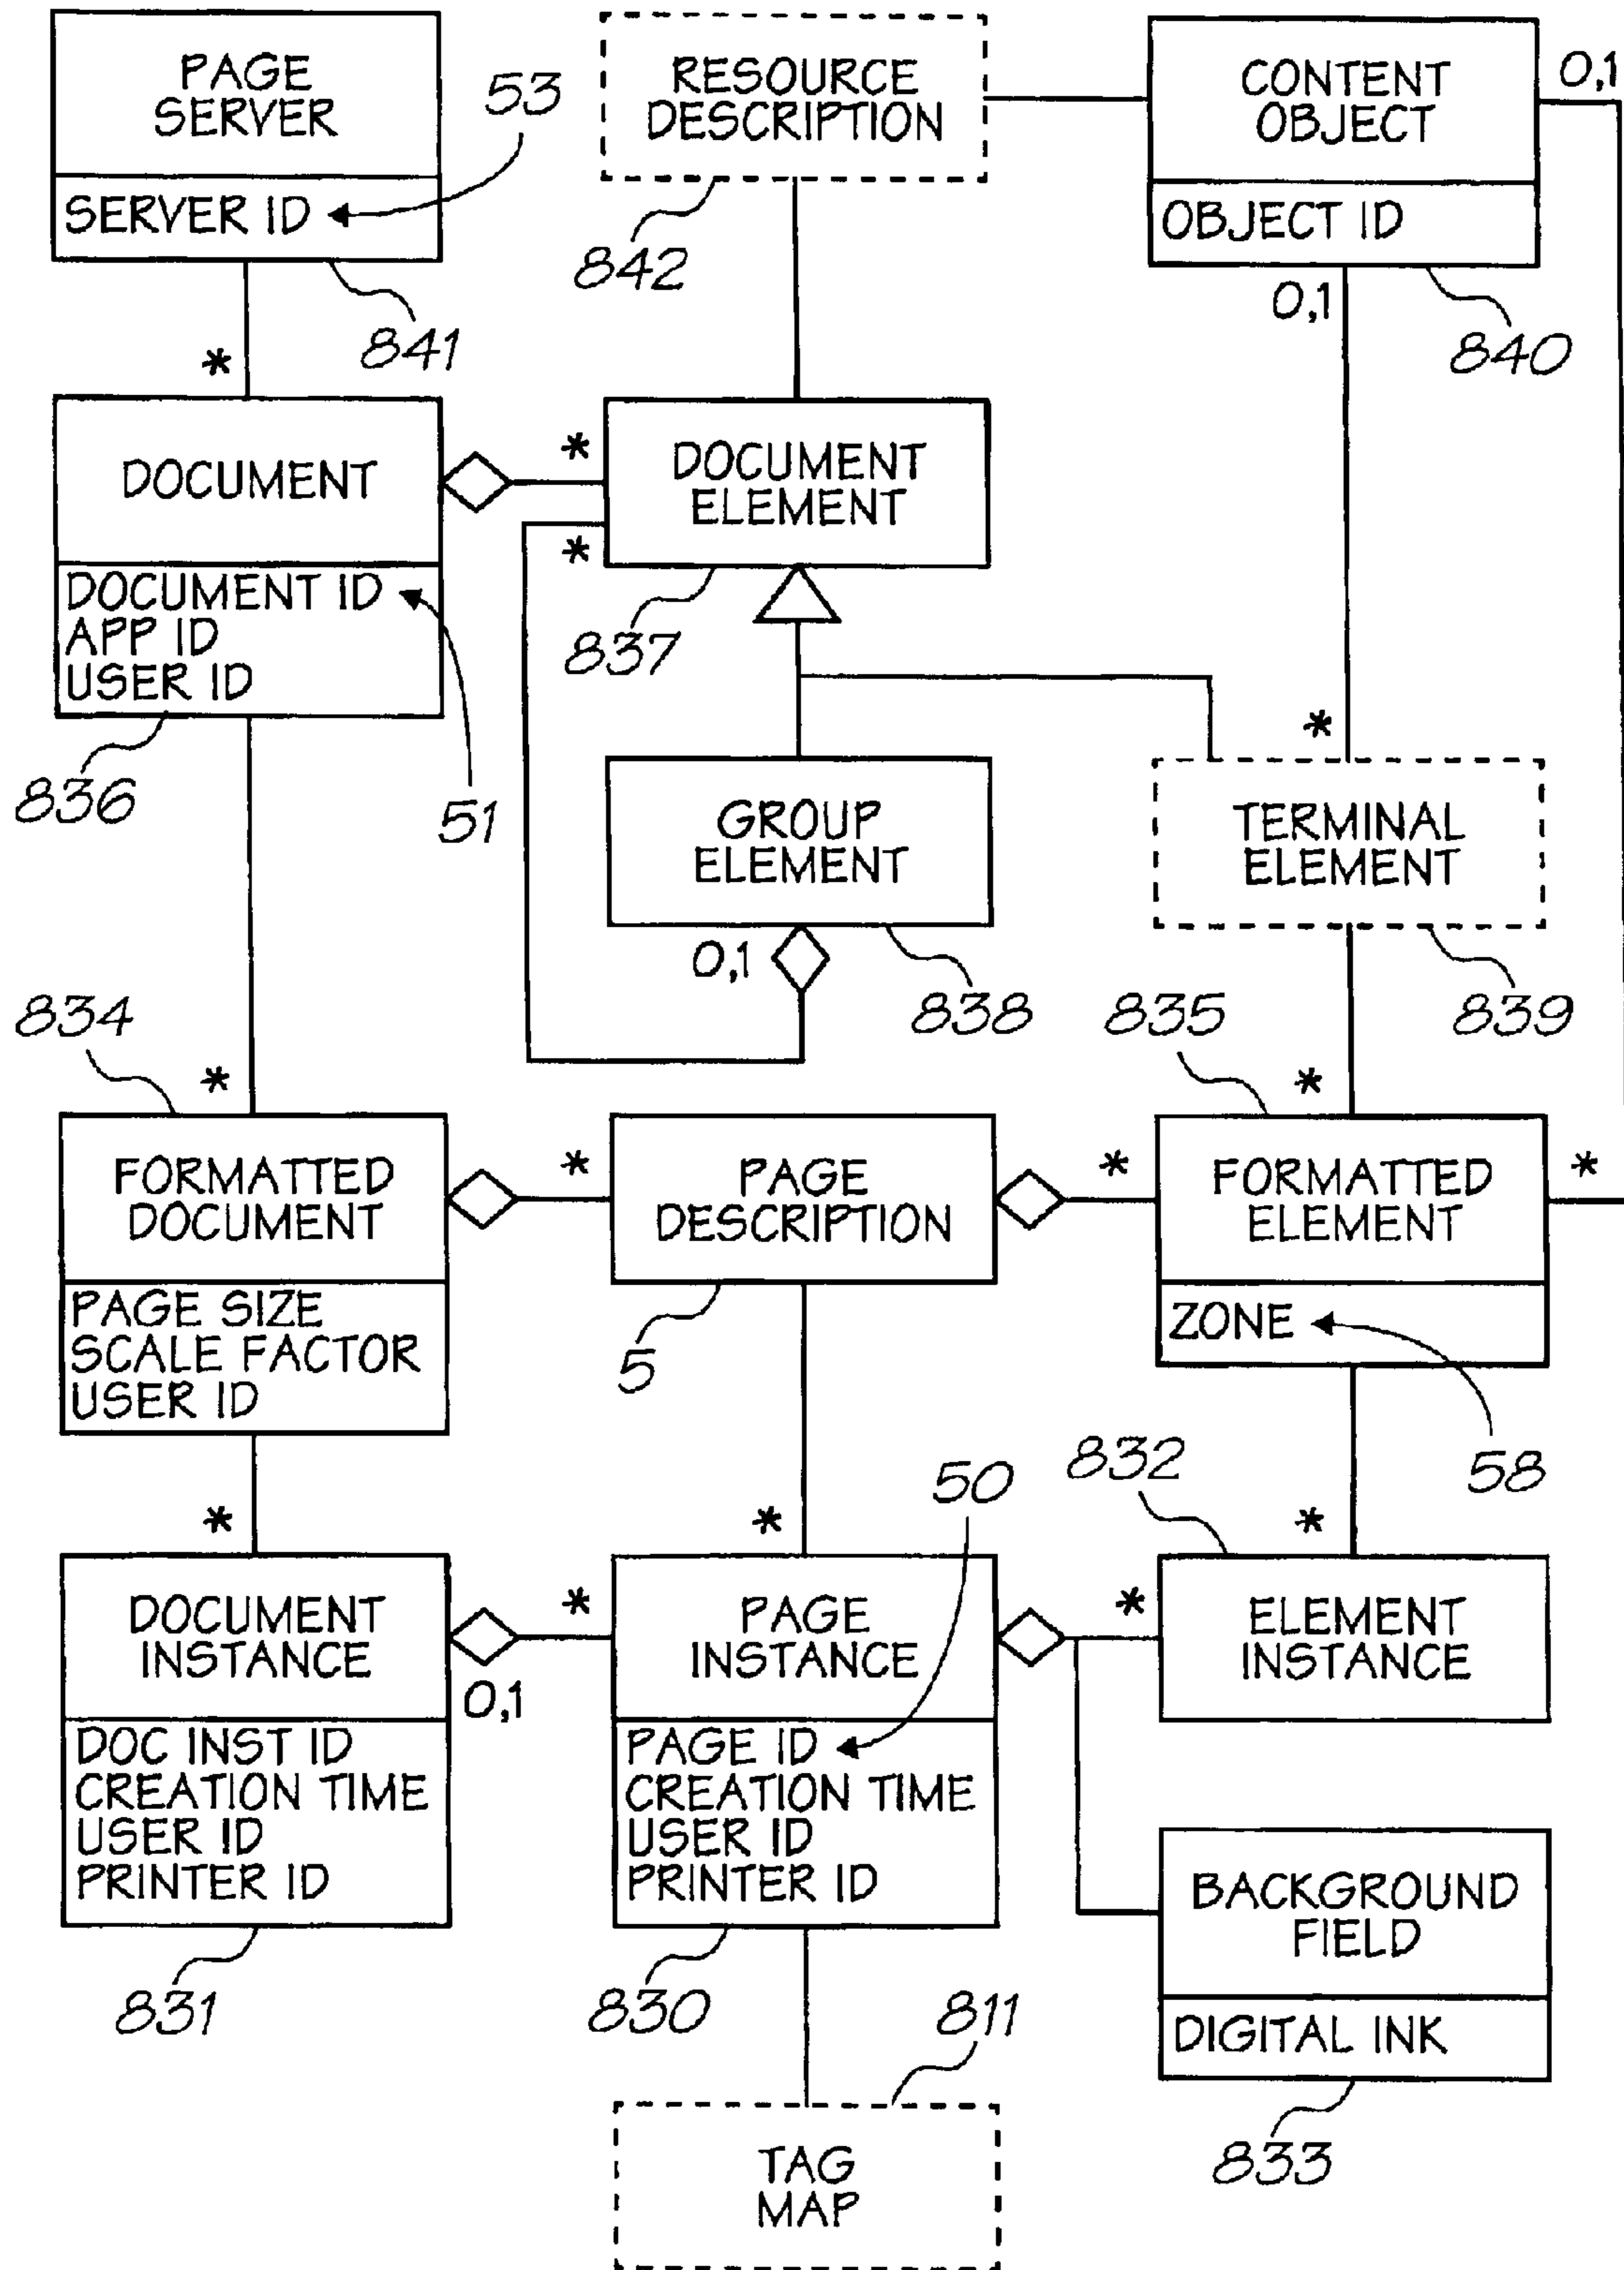 PAGE
SERVER
SERVER ID
53
841
*
RESOURCE
DESCRIPTION
842
CONTENT
OBJECT
OBJECT ID
0,1
0,1
840
DOCUMENT
DOCUMENT ID
APP ID
USER ID
836
51
*
*
DOCUMENT
ELEMENT
837
GROUP
ELEMENT
0,1
838
*
TERMINAL
ELEMENT
839
834
*
FORMATTED
DOCUMENT
PAGE SIZE
SCALE FACTOR
USER ID
*
PAGE
DESCRIPTION
5
835
*
*
FORMATTED
ELEMENT
*
ZONE
58
*
DOCUMENT
INSTANCE
0,1
DOC INST ID
CREATION TIME
USER ID
PRINTER ID
831
*
*
50
PAGE
INSTANCE
PAGE ID
CREATION TIME
USER ID
PRINTER ID
830
832
*
*
ELEMENT
INSTANCE
BACKGROUND
FIELD
DIGITAL INK
833
811
TAG
MAP